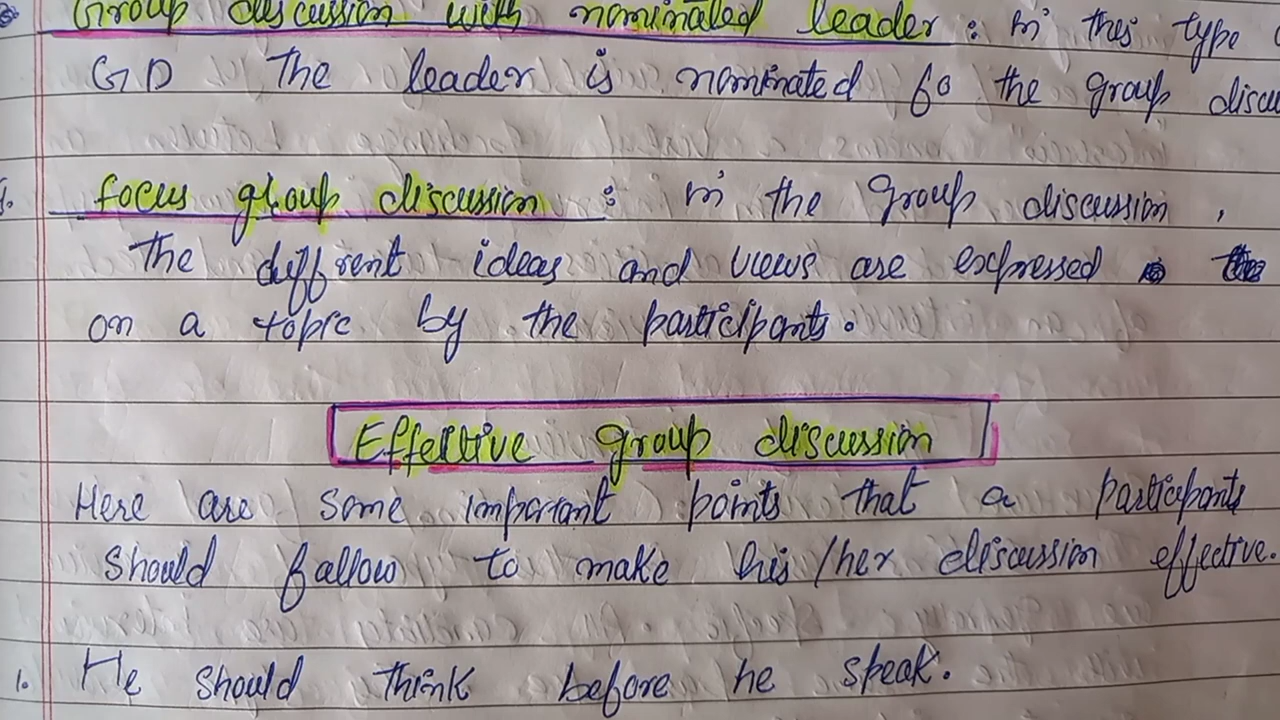 Group discussion with nominated leader : In this type
GD The leader is nominated fo the group discu
focus group discussion : In the Group discussion ,
The different ideas and views are expressed
on a topic by the participants.
Effective group discussion
Here are some important points that a participants
should fallow to make his/her discussion effective.
1. He should think before he speak.